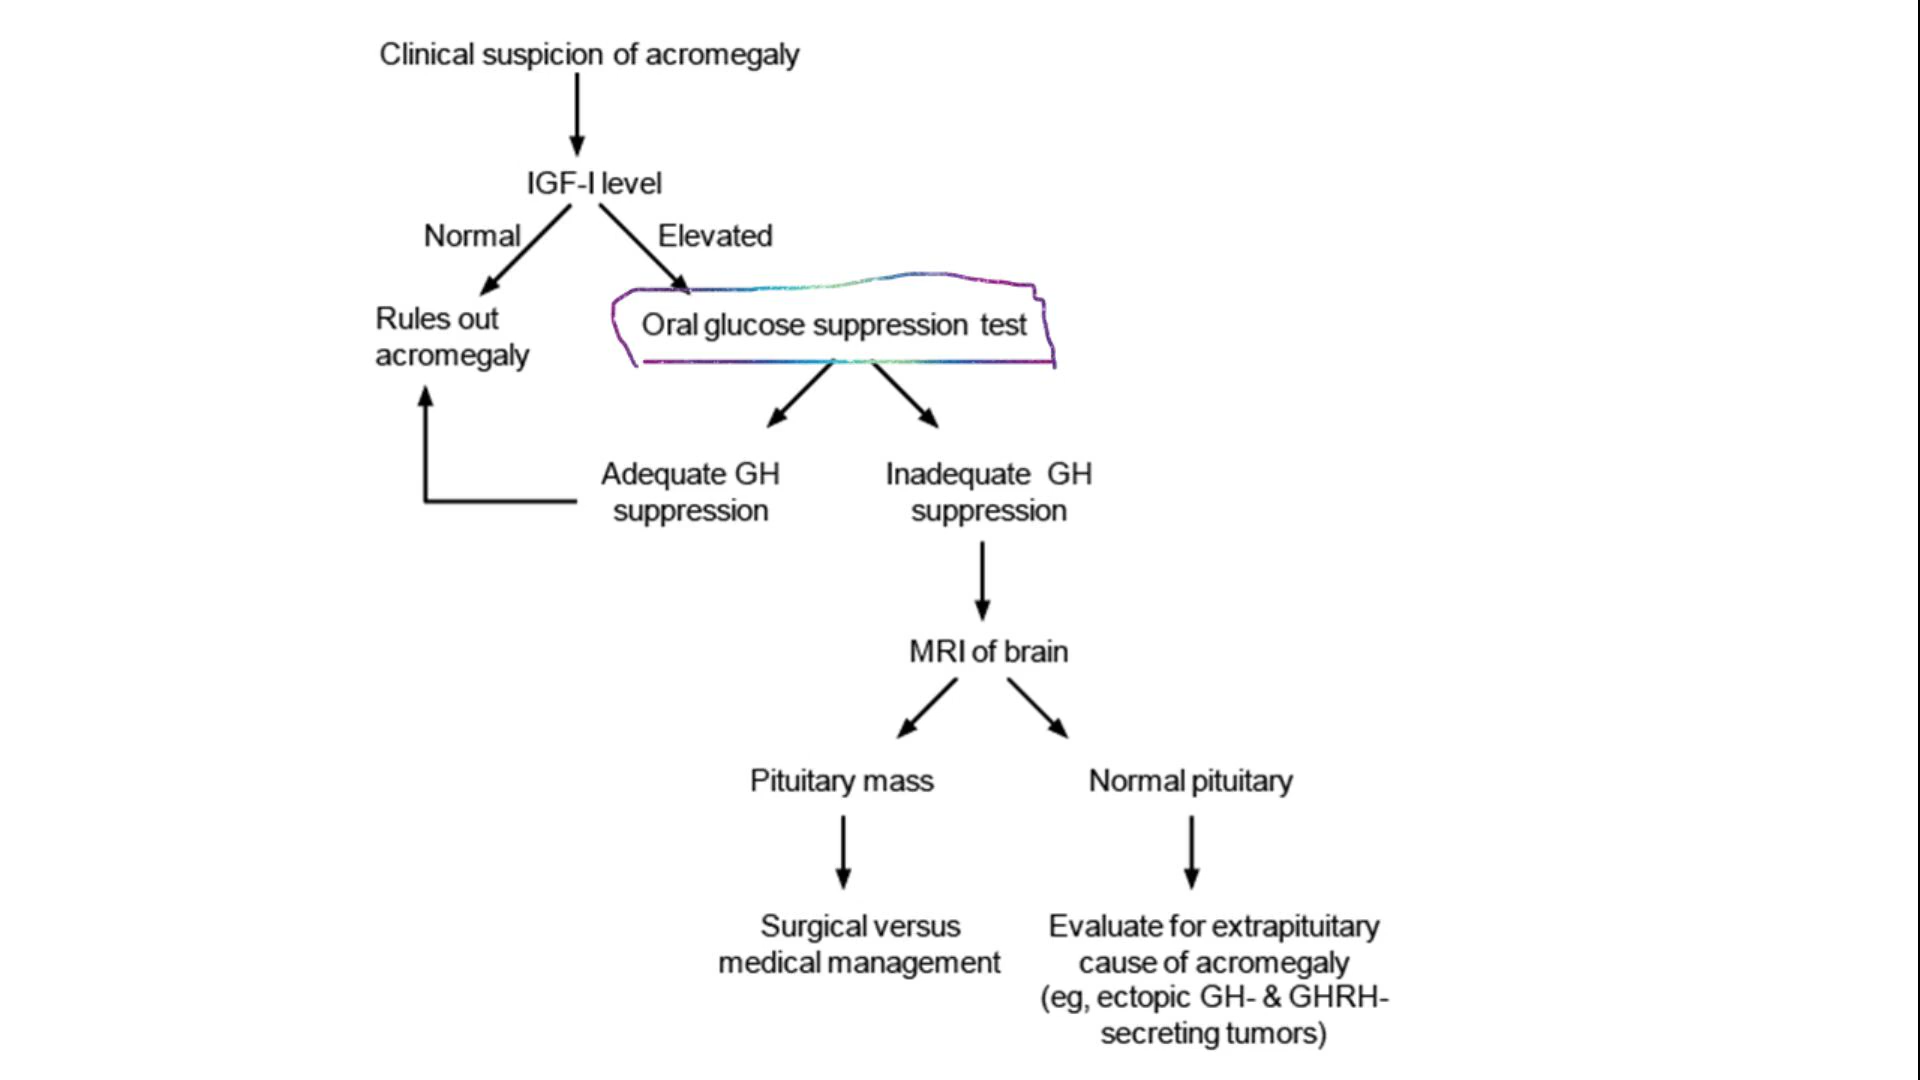 Clinical suspicion of acromegaly
IGF-I level
Normal
Elevated
Rules out
acromegaly
Oral glucose suppression test
Adequate GH
suppression
Inadequate GH
suppression
MRI of brain
Pituitary mass
Normal pituitary
Surgical versus
medical management
Evaluate for extrapituitary
cause of acromegaly
(eg, ectopic GH- & GHRH-
secreting tumors)